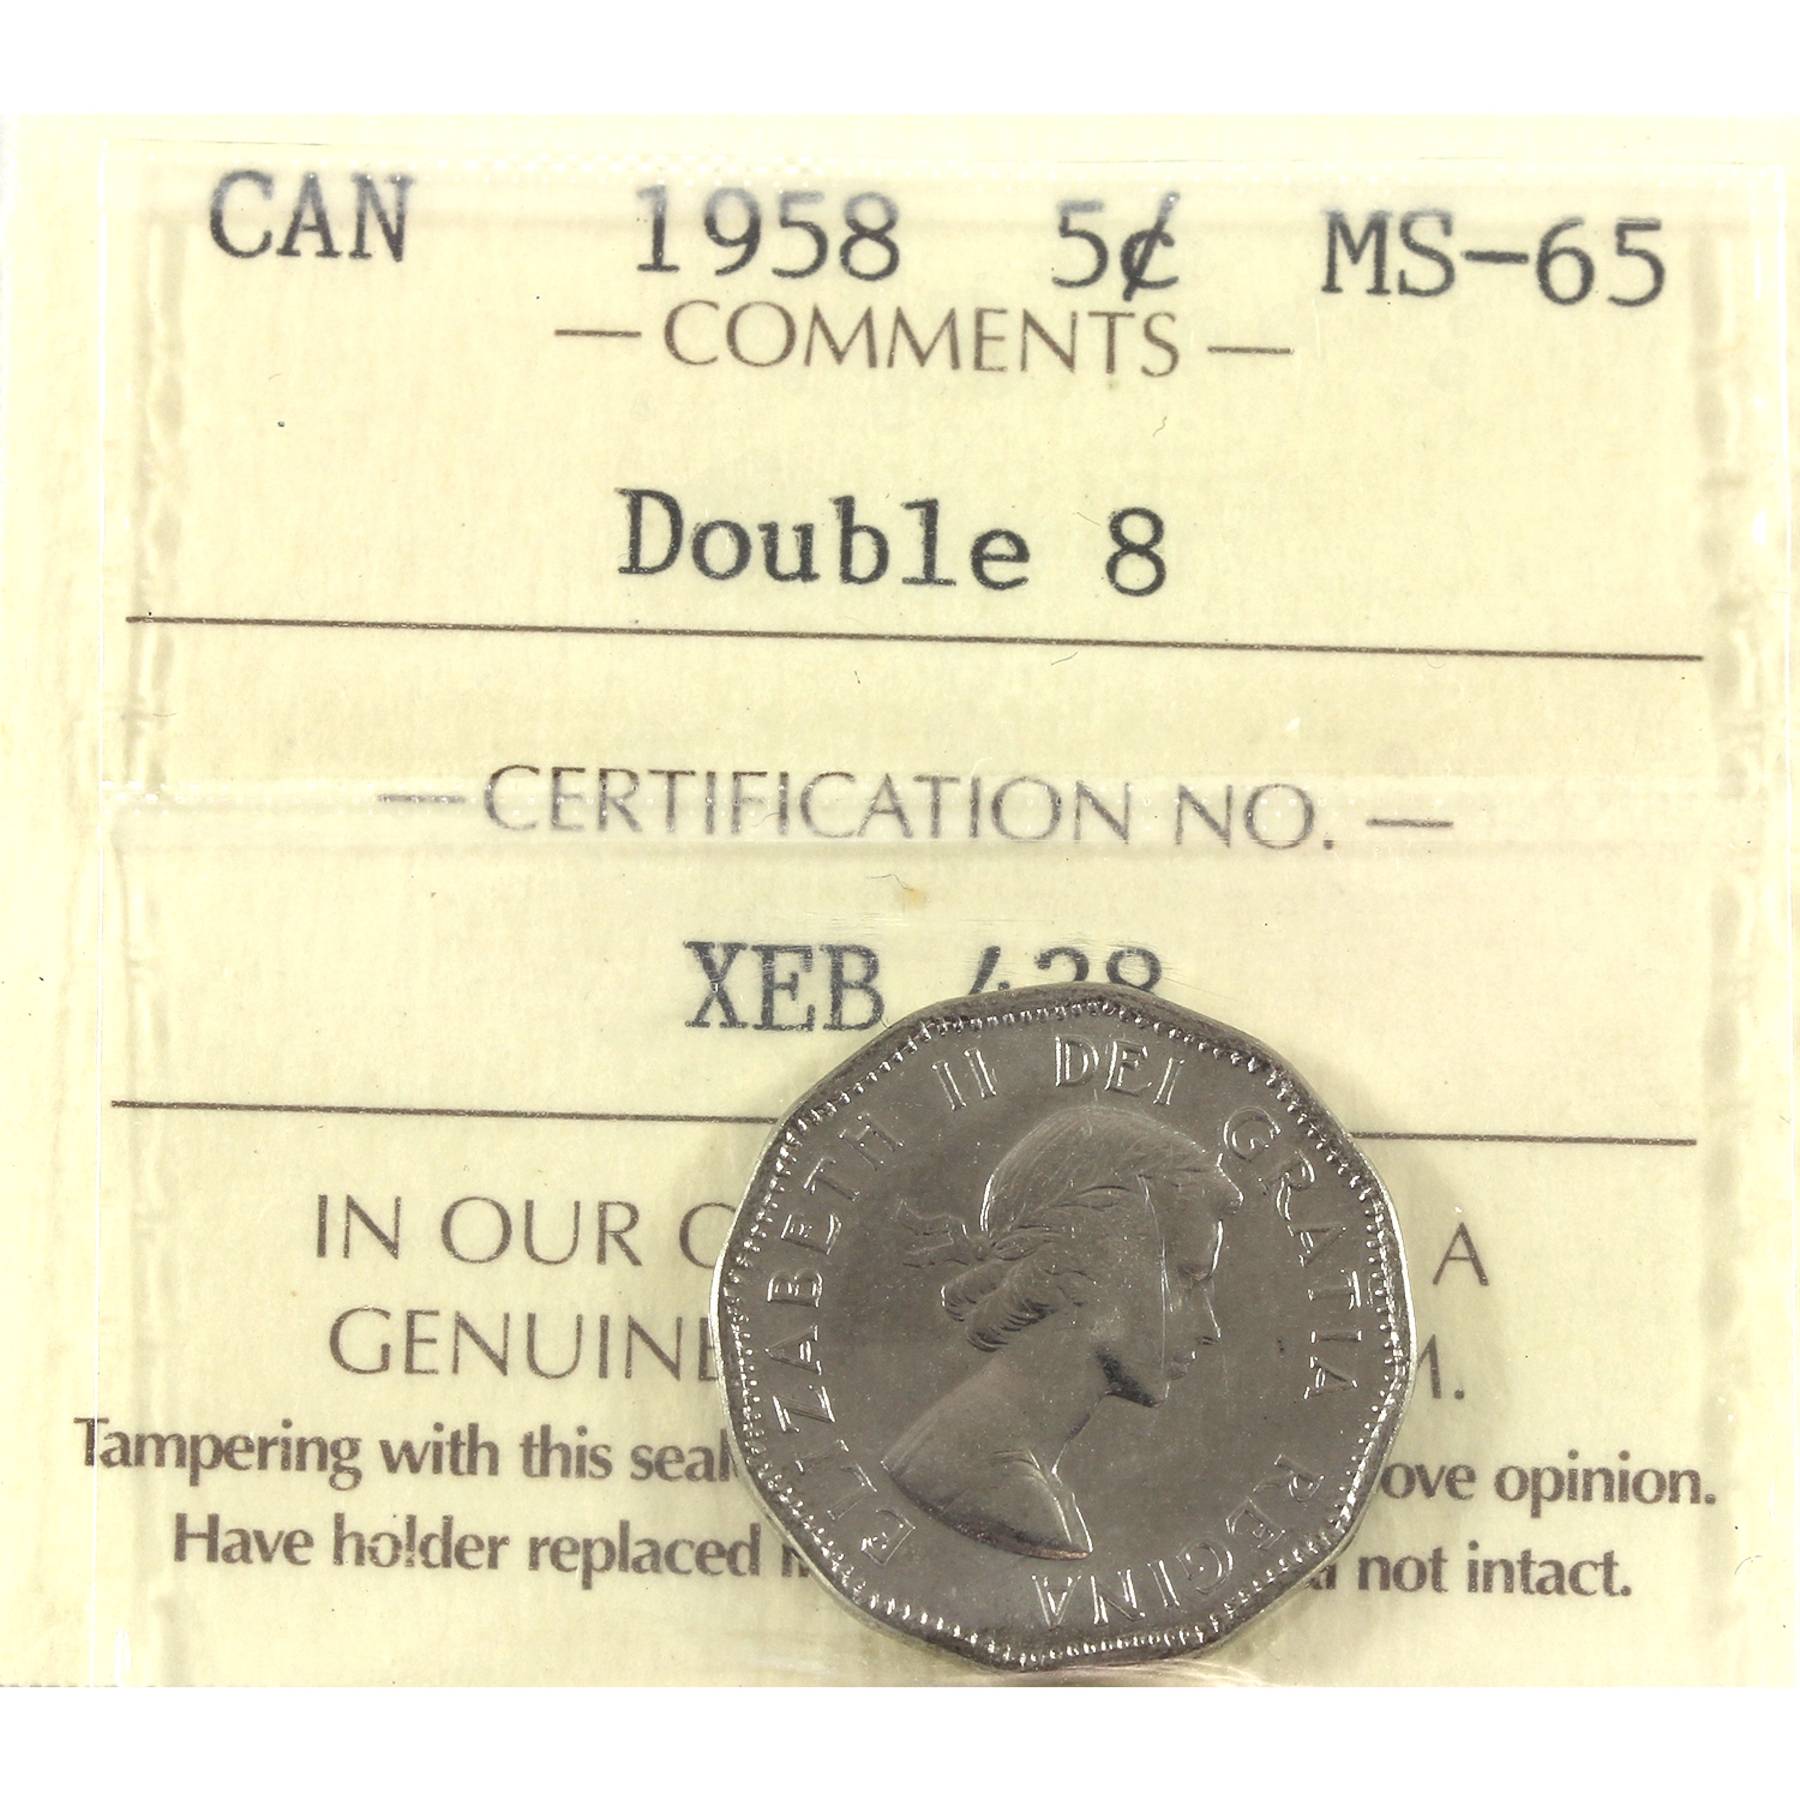 CAN 1958 5¢ MS-65
— COMMENTS —
Double 8
— CERTIFICATION NO. —
XEB 428
IN OUR A
GENUINE
Tampering with this seal opinion.
Have holder replaced not intact.
ELIZABETH II DEI GRATIA REGINA